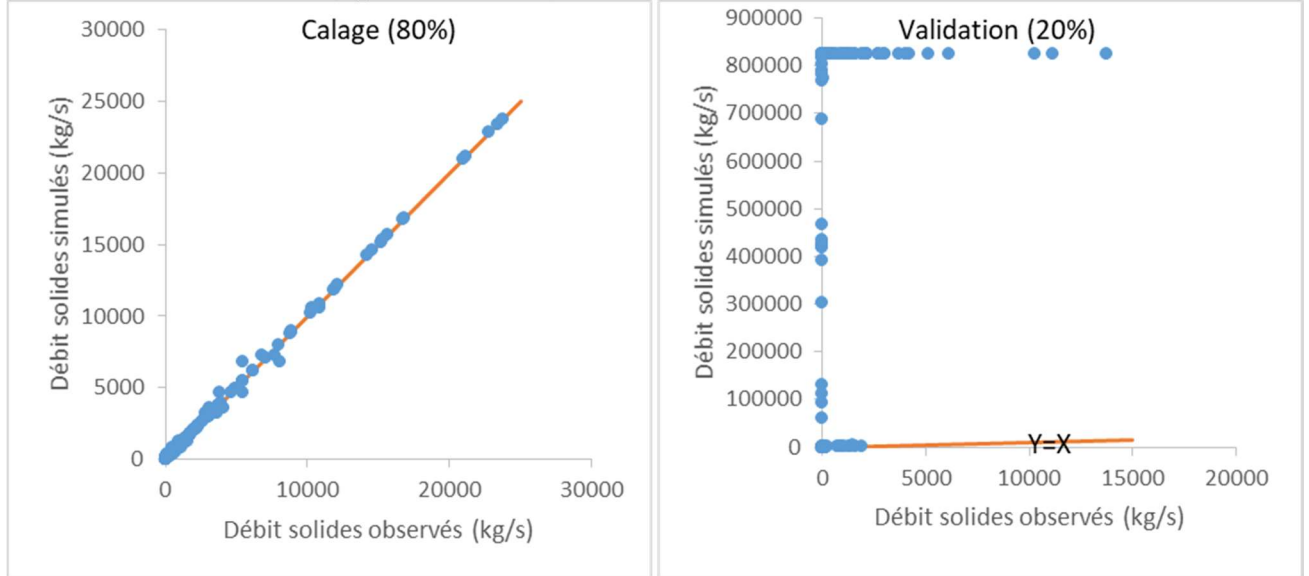 Calage (80%)
30000
25000
20000
15000
10000
5000
0
0 10000 20000 30000
Débit solides simulés (kg/s)
Débit solides observés (kg/s)
Validation (20%)
900000
800000
700000
600000
500000
400000
300000
200000
100000
0
Y=X
0 5000 10000 15000 20000
Débit solides simulés (kg/s)
Débit solides observés (kg/s)